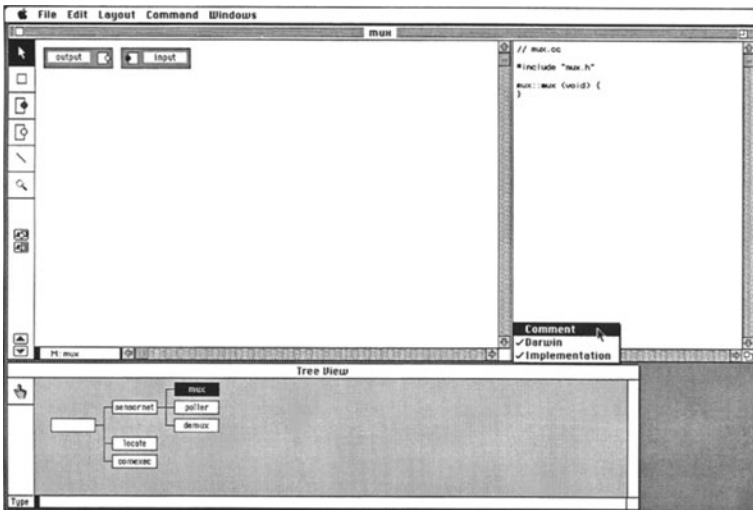 File Edit Layout Command Windows
mux
output input
// mux.cc
#include "mux.h"
mux::mux (void) {
}
M: mux
Comment
✓Darwin
✓Implementation
Tree View
mux
sensornet poller
demux
locate
comexec
Type